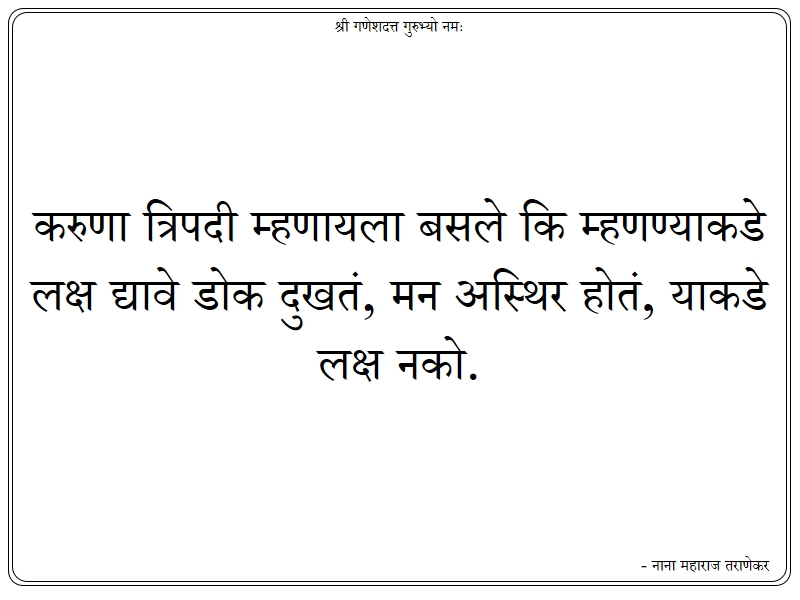 श्री गणेशदत्त गुरुभ्यो नमः
करुणा त्रिपदी म्हणायला बसले कि म्हणण्याकडे
लक्ष द्यावे डोक दुखतं, मन अस्थिर होतं, याकडे
लक्ष नको.
- नाना महाराज तराणेकर